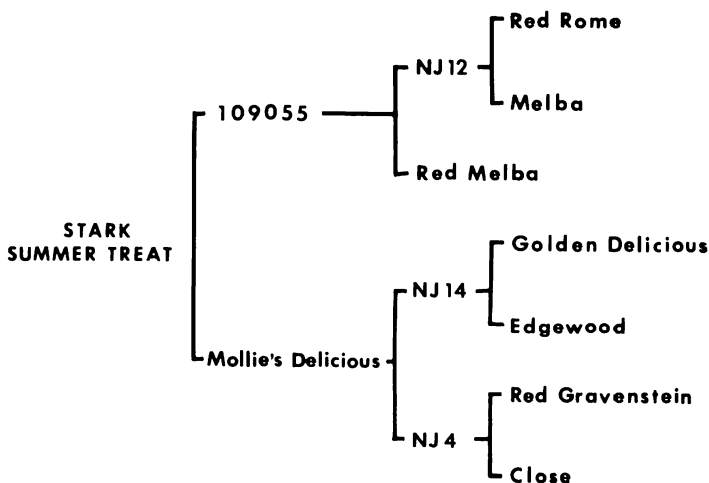 Red Rome
NJ12
Melba
109055
Red Melba
STARK
SUMMER TREAT
Golden Delicious
NJ14
Edgewood
Mollie's Delicious
Red Gravenstein
NJ4
Close